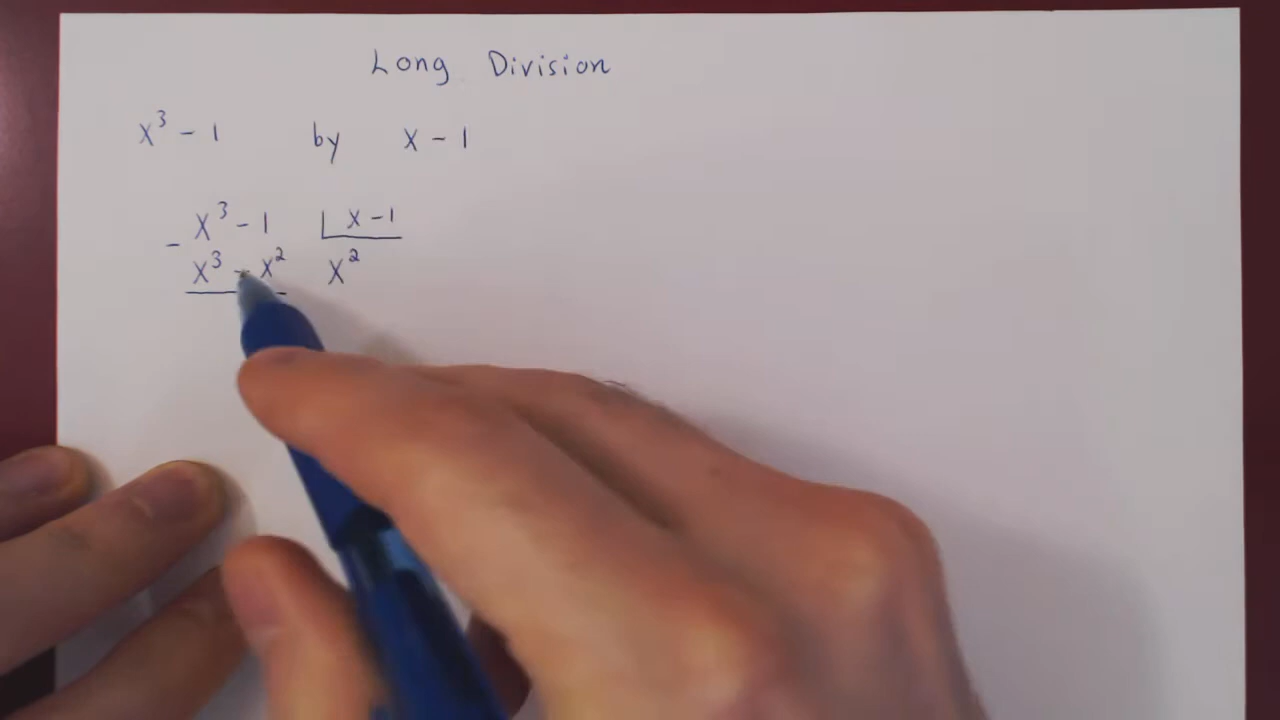 Long Division
x³ - 1 by x - 1
- x³ - 1 x - 1
x³ - x² x²